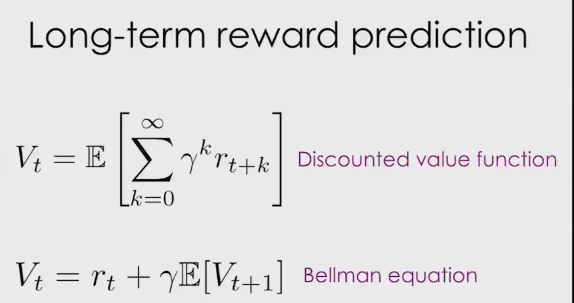 Long-term reward prediction
V_t = 𝔼 [ ∑_{k=0}^{∞} γ^k r_{t+k} ] Discounted value function
V_t = r_t + γ𝔼[V_{t+1}] Bellman equation